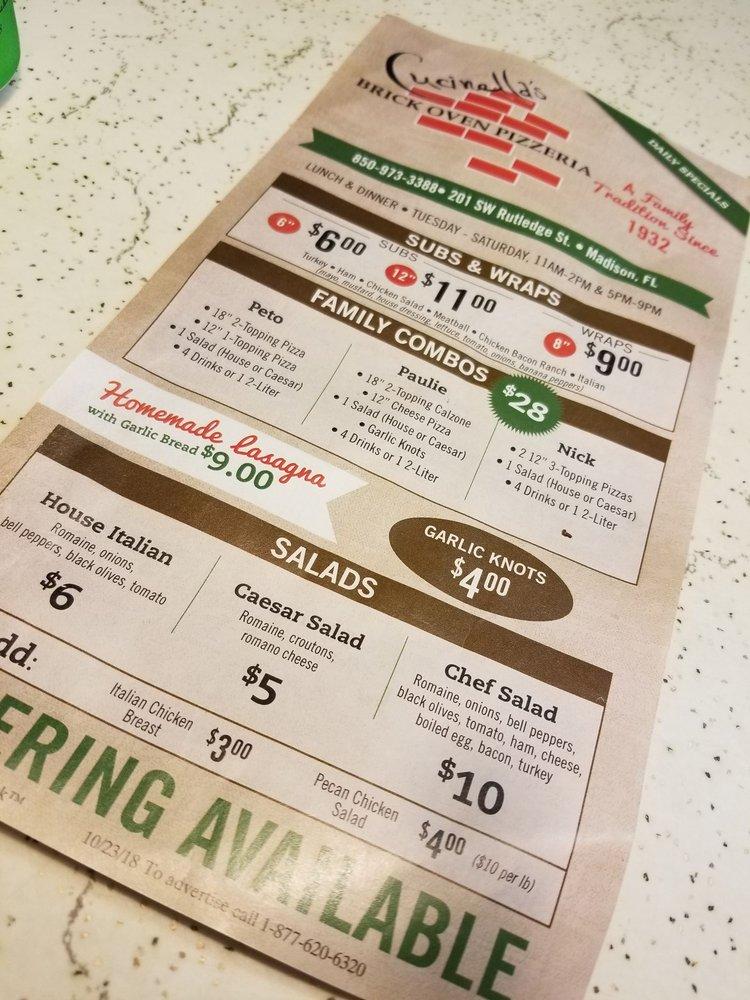 Cucinella's
BRICK OVEN PIZZERIA
DAILY SPECIALS
A Family
Tradition Since
1932
850-973-3388 • 201 SW Rutledge St. • Madison, FL
LUNCH & DINNER • TUESDAY - SATURDAY, 11AM-2PM & 5PM-9PM
SUBS & WRAPS
SUBS
6" $6.00
12" $11.00
WRAPS
8" $9.00
Turkey • Ham • Chicken Salad • Meatball • Chicken Bacon Ranch • Italian
(mayo, mustard, house dressing, lettuce, tomato, onions, banana peppers)
FAMILY COMBOS
$28
Peto
• 18" 2-Topping Pizza
• 12" 1-Topping Pizza
• 1 Salad (House or Caesar)
• 4 Drinks or 1 2-Liter
Paulie
• 18" 2-Topping Calzone
• 12" Cheese Pizza
• 1 Salad (House or Caesar)
• Garlic Knots
• 4 Drinks or 1 2-Liter
Nick
• 2 12" 3-Topping Pizzas
• 1 Salad (House or Caesar)
• 4 Drinks or 1 2-Liter
Homemade Lasagna
with Garlic Bread $9.00
GARLIC KNOTS
$4.00
SALADS
House Italian
Romaine, onions,
bell peppers, black olives, tomato
$6
Caesar Salad
Romaine, croutons,
romano cheese
$5
Chef Salad
Romaine, onions, bell peppers,
black olives, tomato, ham, cheese,
boiled egg, bacon, turkey
$10
dd:
Italian Chicken
Breast
$3.00
Pecan Chicken
Salad
$4.00 ($10 per lb)
ERING AVAILABLE
k™
10/23/18 To advertise call 1-877-620-6320